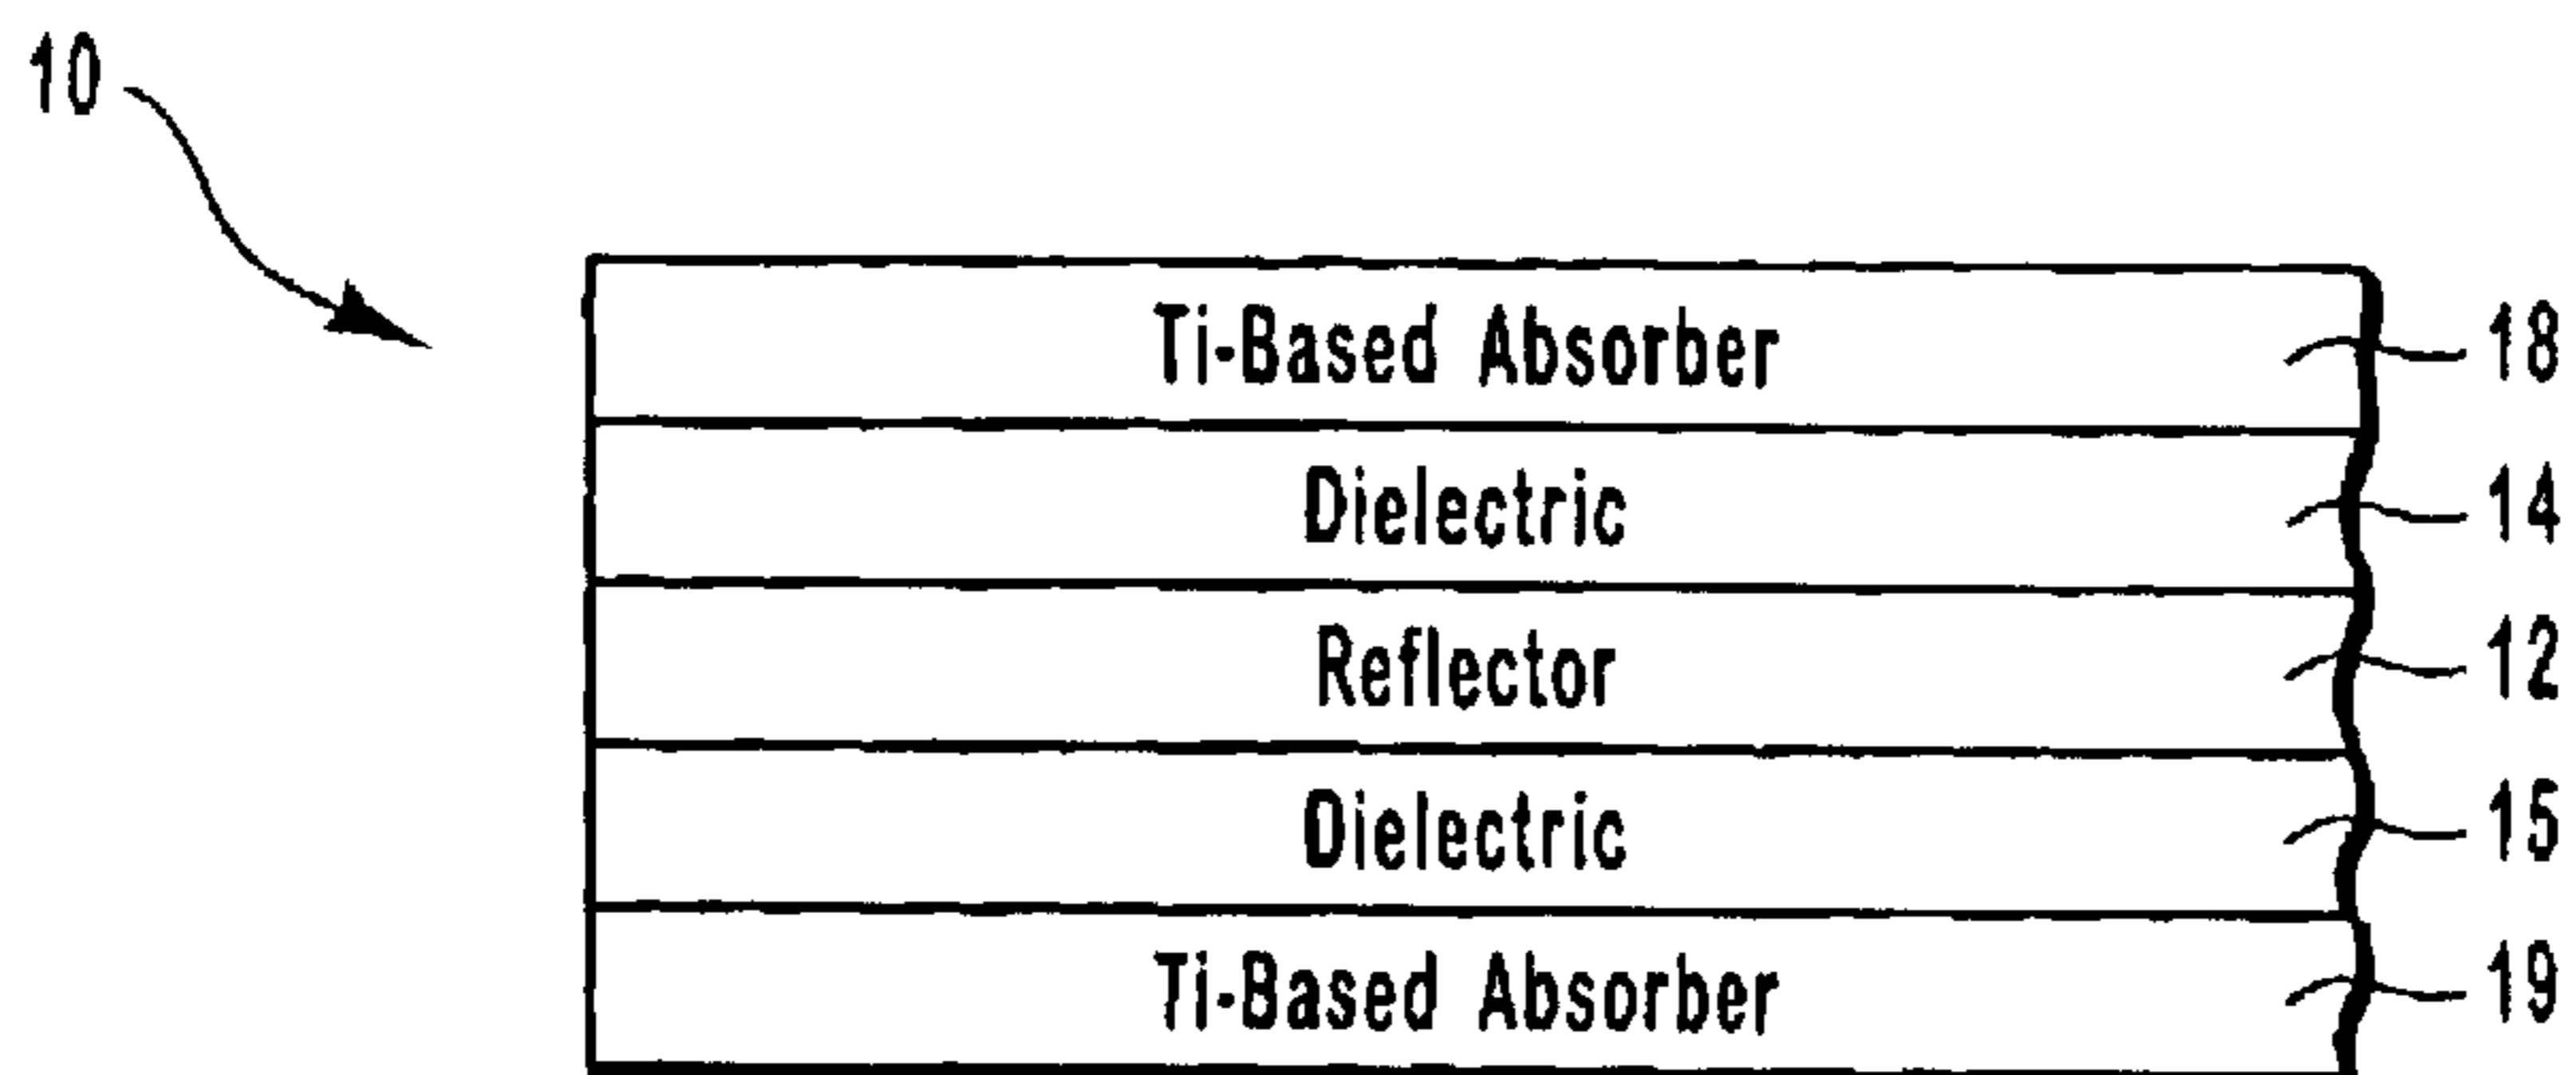 10
Ti-Based Absorber 18
Dielectric 14
Reflector 12
Dielectric 15
Ti-Based Absorber 19